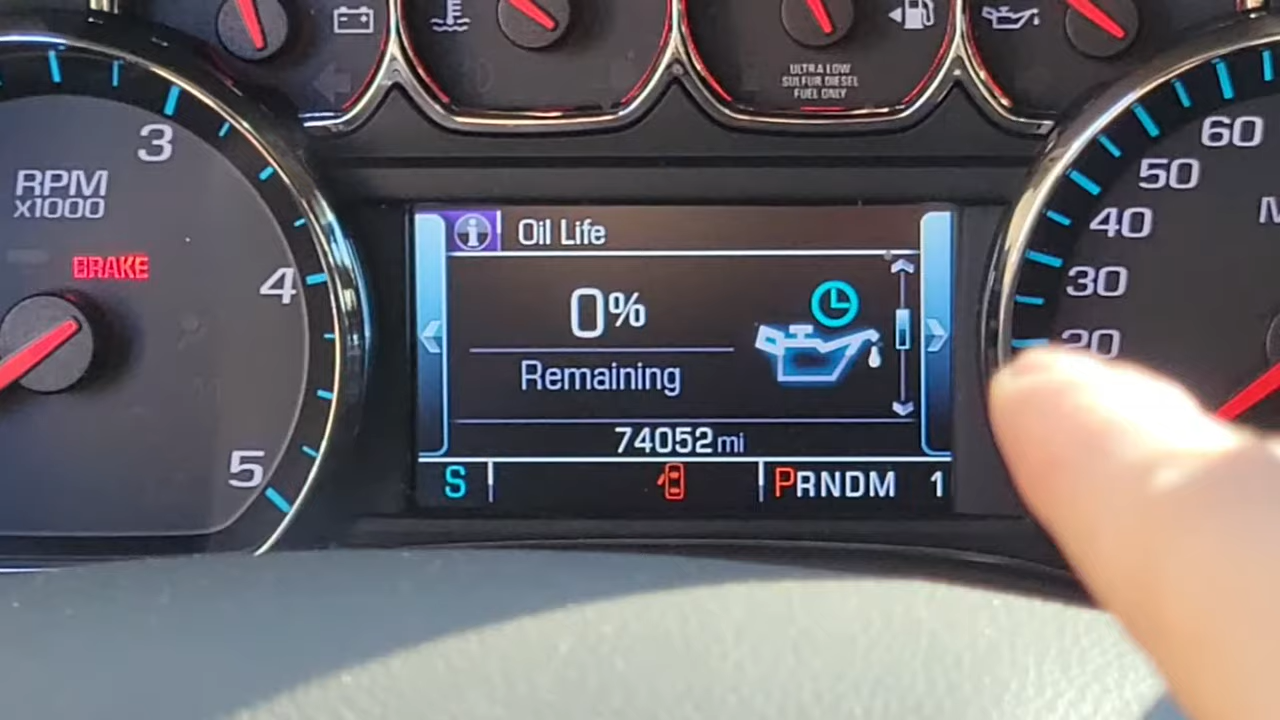 ULTRA LOW
SULFUR DIESEL
FUEL ONLY
3
RPM
x1000
BRAKE
4
5
Oil Life
0%
Remaining
74052 mi
S
PRNDM 1
60
50
40
30
20